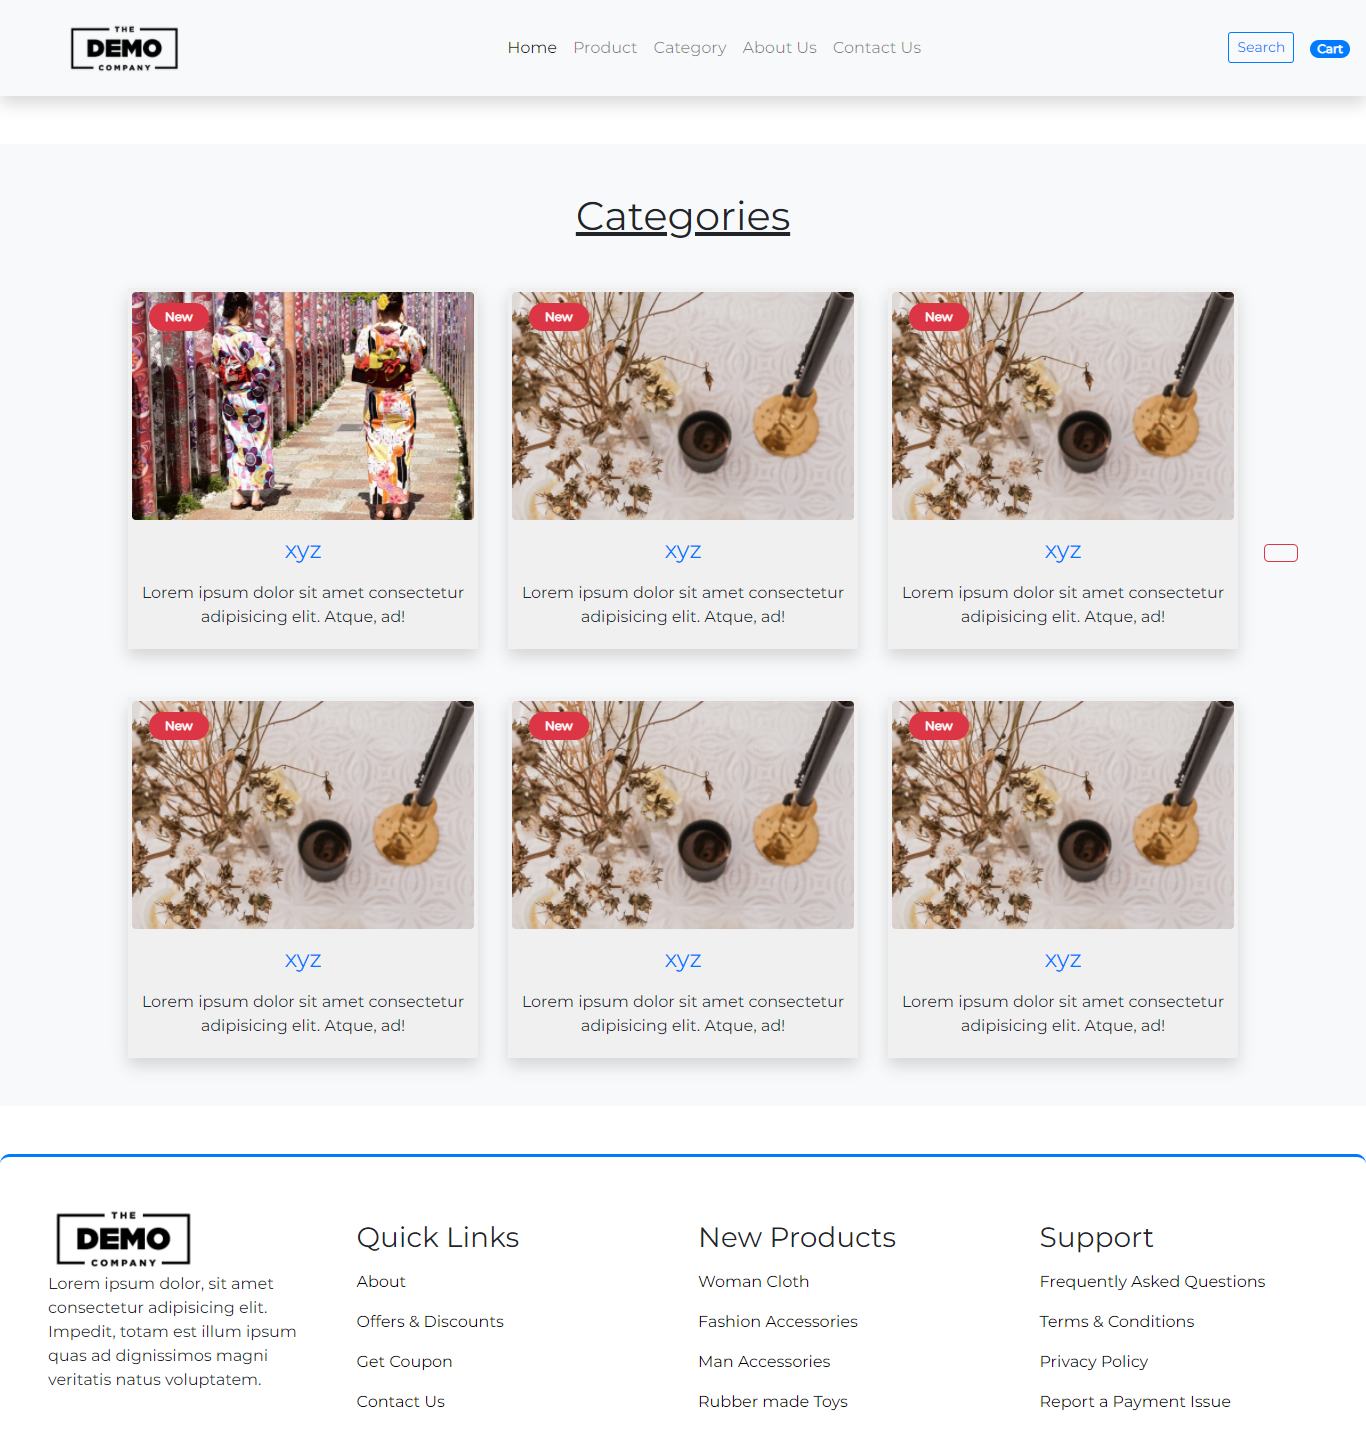 THE
DEMO
COMPANY
Home Product Category About Us Contact Us
Search Cart
Categories
New New New
xyz xyz xyz
Lorem ipsum dolor sit amet consectetur Lorem ipsum dolor sit amet consectetur Lorem ipsum dolor sit amet consectetur
adipisicing elit. Atque, ad! adipisicing elit. Atque, ad! adipisicing elit. Atque, ad!
New New New
xyz xyz xyz
Lorem ipsum dolor sit amet consectetur Lorem ipsum dolor sit amet consectetur Lorem ipsum dolor sit amet consectetur
adipisicing elit. Atque, ad! adipisicing elit. Atque, ad! adipisicing elit. Atque, ad!
THE
DEMO
COMPANY
Lorem ipsum dolor, sit amet
consectetur adipisicing elit.
Impedit, totam est illum ipsum
quas ad dignissimos magni
veritatis natus voluptatem.
Quick Links
About
Offers & Discounts
Get Coupon
Contact Us
New Products
Woman Cloth
Fashion Accessories
Man Accessories
Rubber made Toys
Support
Frequently Asked Questions
Terms & Conditions
Privacy Policy
Report a Payment Issue